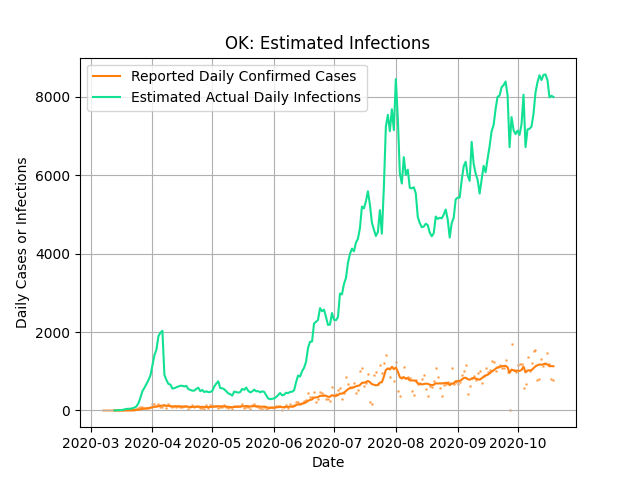 OK: Estimated Infections
Reported Daily Confirmed Cases
Estimated Actual Daily Infections
Daily Cases or Infections
8000
6000
4000
2000
0
2020-03 2020-04 2020-05 2020-06 2020-07 2020-08 2020-09 2020-10
Date